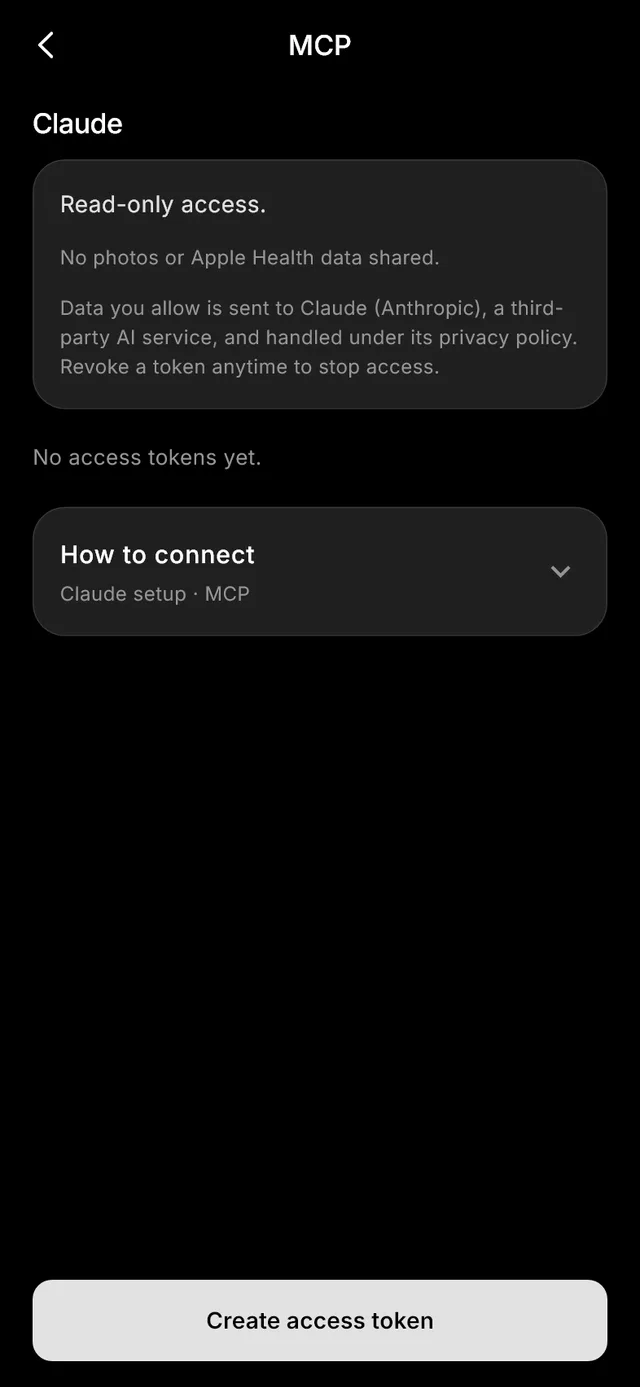 MCP
Claude
Read-only access.
No photos or Apple Health data shared.
Data you allow is sent to Claude (Anthropic), a third-
party AI service, and handled under its privacy policy.
Revoke a token anytime to stop access.
No access tokens yet.
How to connect
Claude setup · MCP
Create access token